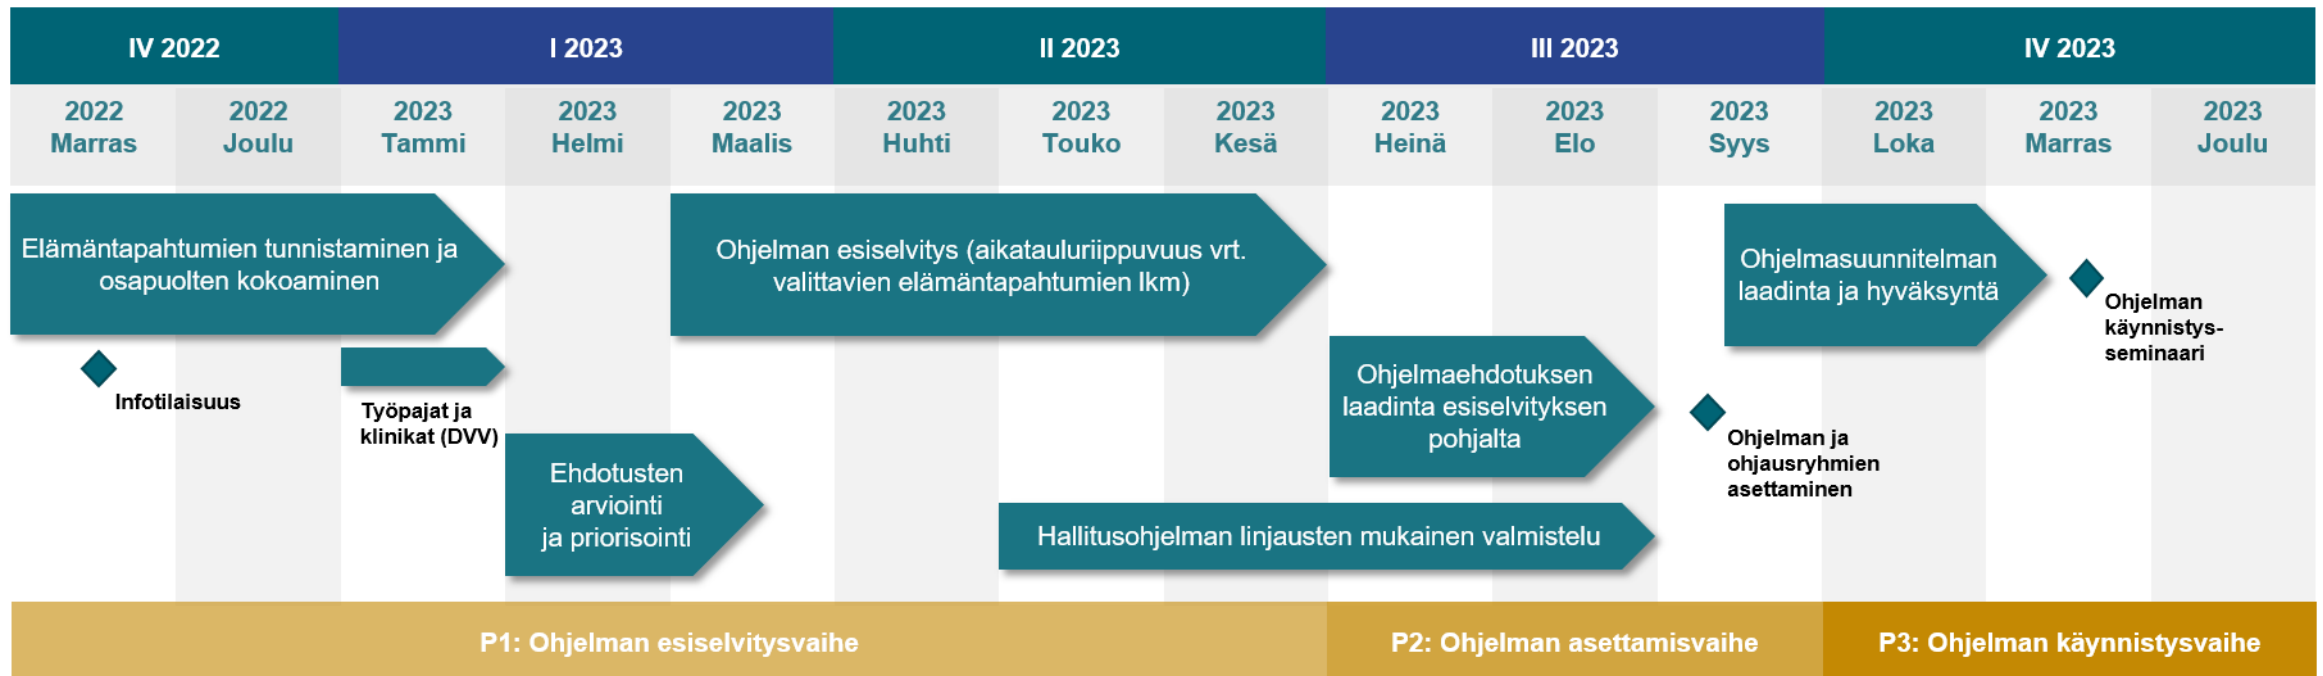 IV 2022
I 2023
II 2023
III 2023
IV 2023
2022
Marras
2022
Joulu
2023
Tammi
2023
Helmi
2023
Maalis
2023
Huhti
2023
Touko
2023
Kesä
2023
Heinä
2023
Elo
2023
Syys
2023
Loka
2023
Marras
2023
Joulu
Elämäntapahtumien tunnistaminen ja
osapuolten kokoaminen
Ohjelman esiselvitys (aikatauluriippuvuus vrt.
valittavien elämäntapahtumien lkm)
Ohjelmasuunnitelman
laadinta ja hyväksyntä
Ohjelman
käynnistys-
seminaari
Infotilaisuus
Työpajat ja
klinikat (DVV)
Ohjelmaehdotuksen
laadinta esiselvityksen
pohjalta
Ohjelman ja
ohjausryhmien
asettaminen
Ehdotusten
arviointi
ja priorisointi
Hallitusohjelman linjausten mukainen valmistelu
P1: Ohjelman esiselvitysvaihe
P2: Ohjelman asettamisvaihe
P3: Ohjelman käynnistysvaihe